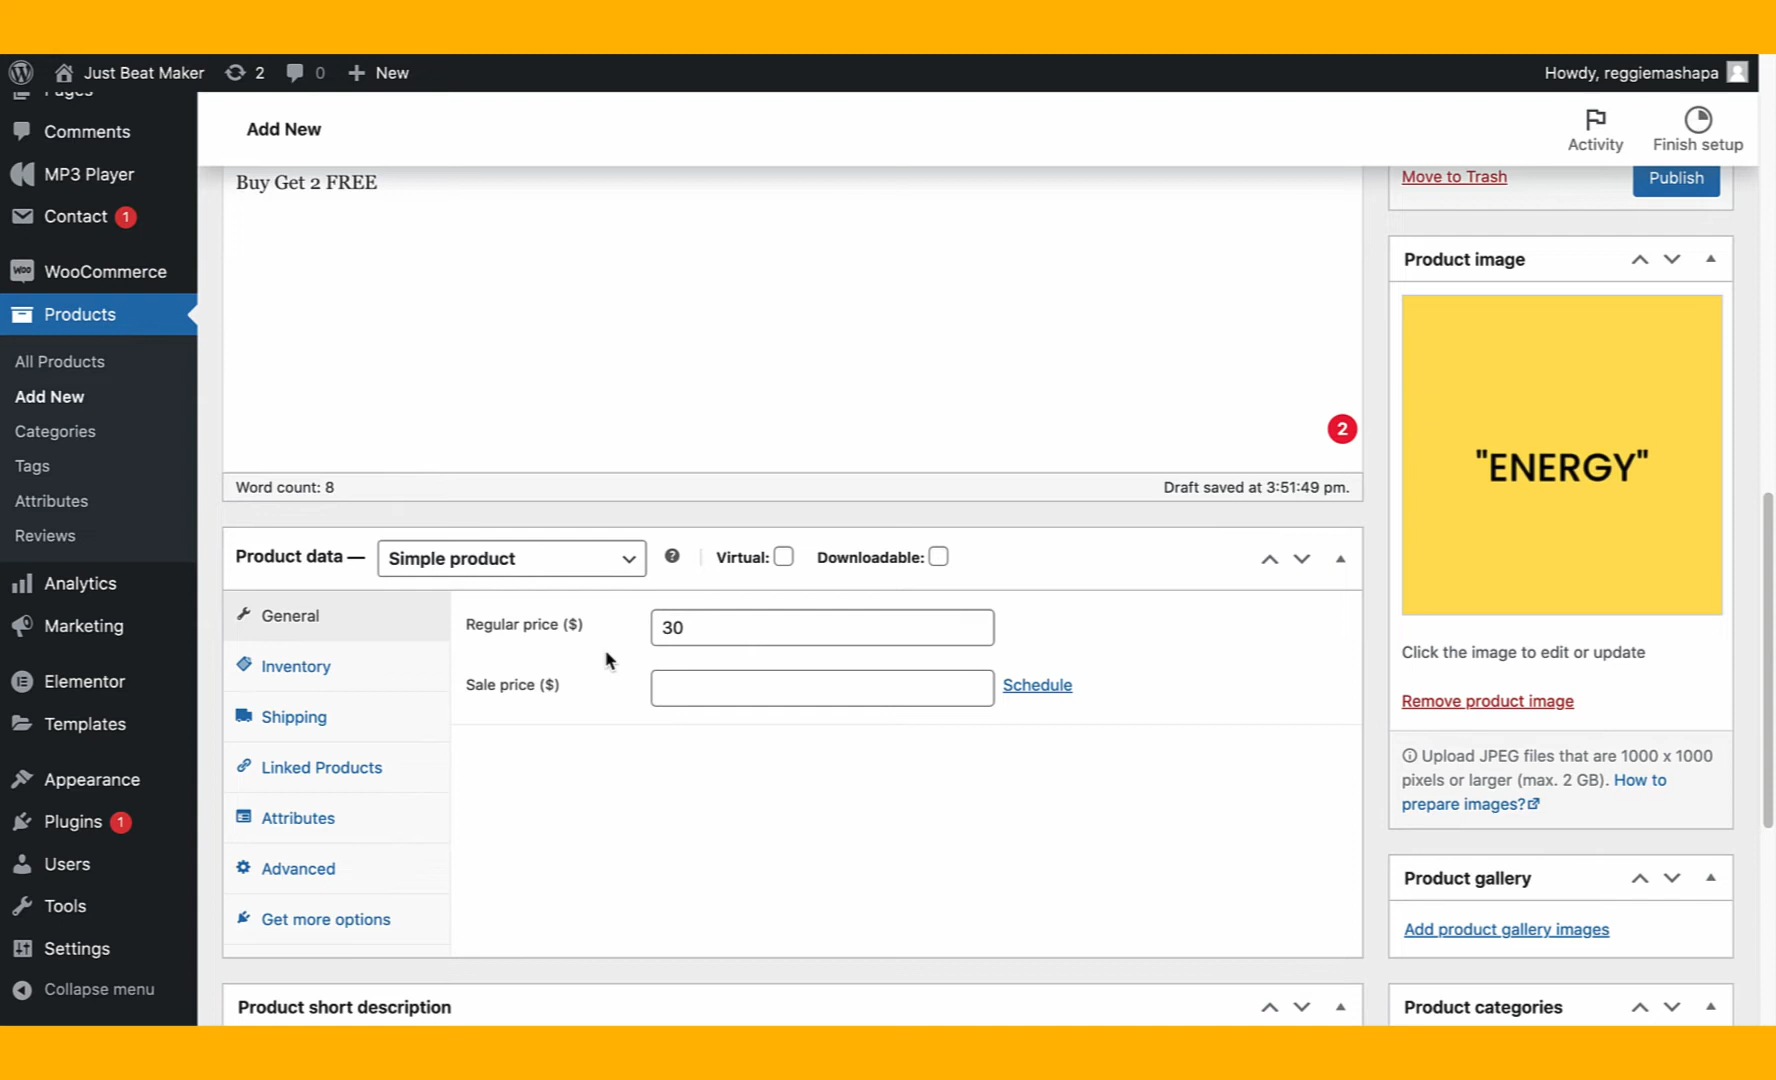 Just Beat Maker 2 0 New Howdy, reggiemashapa
Pages
Comments
MP3 Player
Contact 1
WooCommerce
Products
All Products
Add New
Categories
Tags
Attributes
Reviews
Analytics
Marketing
Elementor
Templates
Appearance
Plugins 1
Users
Tools
Settings
Collapse menu
Add New
Activity
Finish setup
Buy Get 2 FREE
2
Word count: 8 Draft saved at 3:51:49 pm.
Product data — Simple product Virtual: Downloadable:
General
Inventory
Shipping
Linked Products
Attributes
Advanced
Get more options
Regular price ($) 30
Sale price ($) Schedule
Product short description
Move to Trash Publish
Product image
"ENERGY"
Click the image to edit or update
Remove product image
Upload JPEG files that are 1000 x 1000
pixels or larger (max. 2 GB). How to
prepare images?
Product gallery
Add product gallery images
Product categories